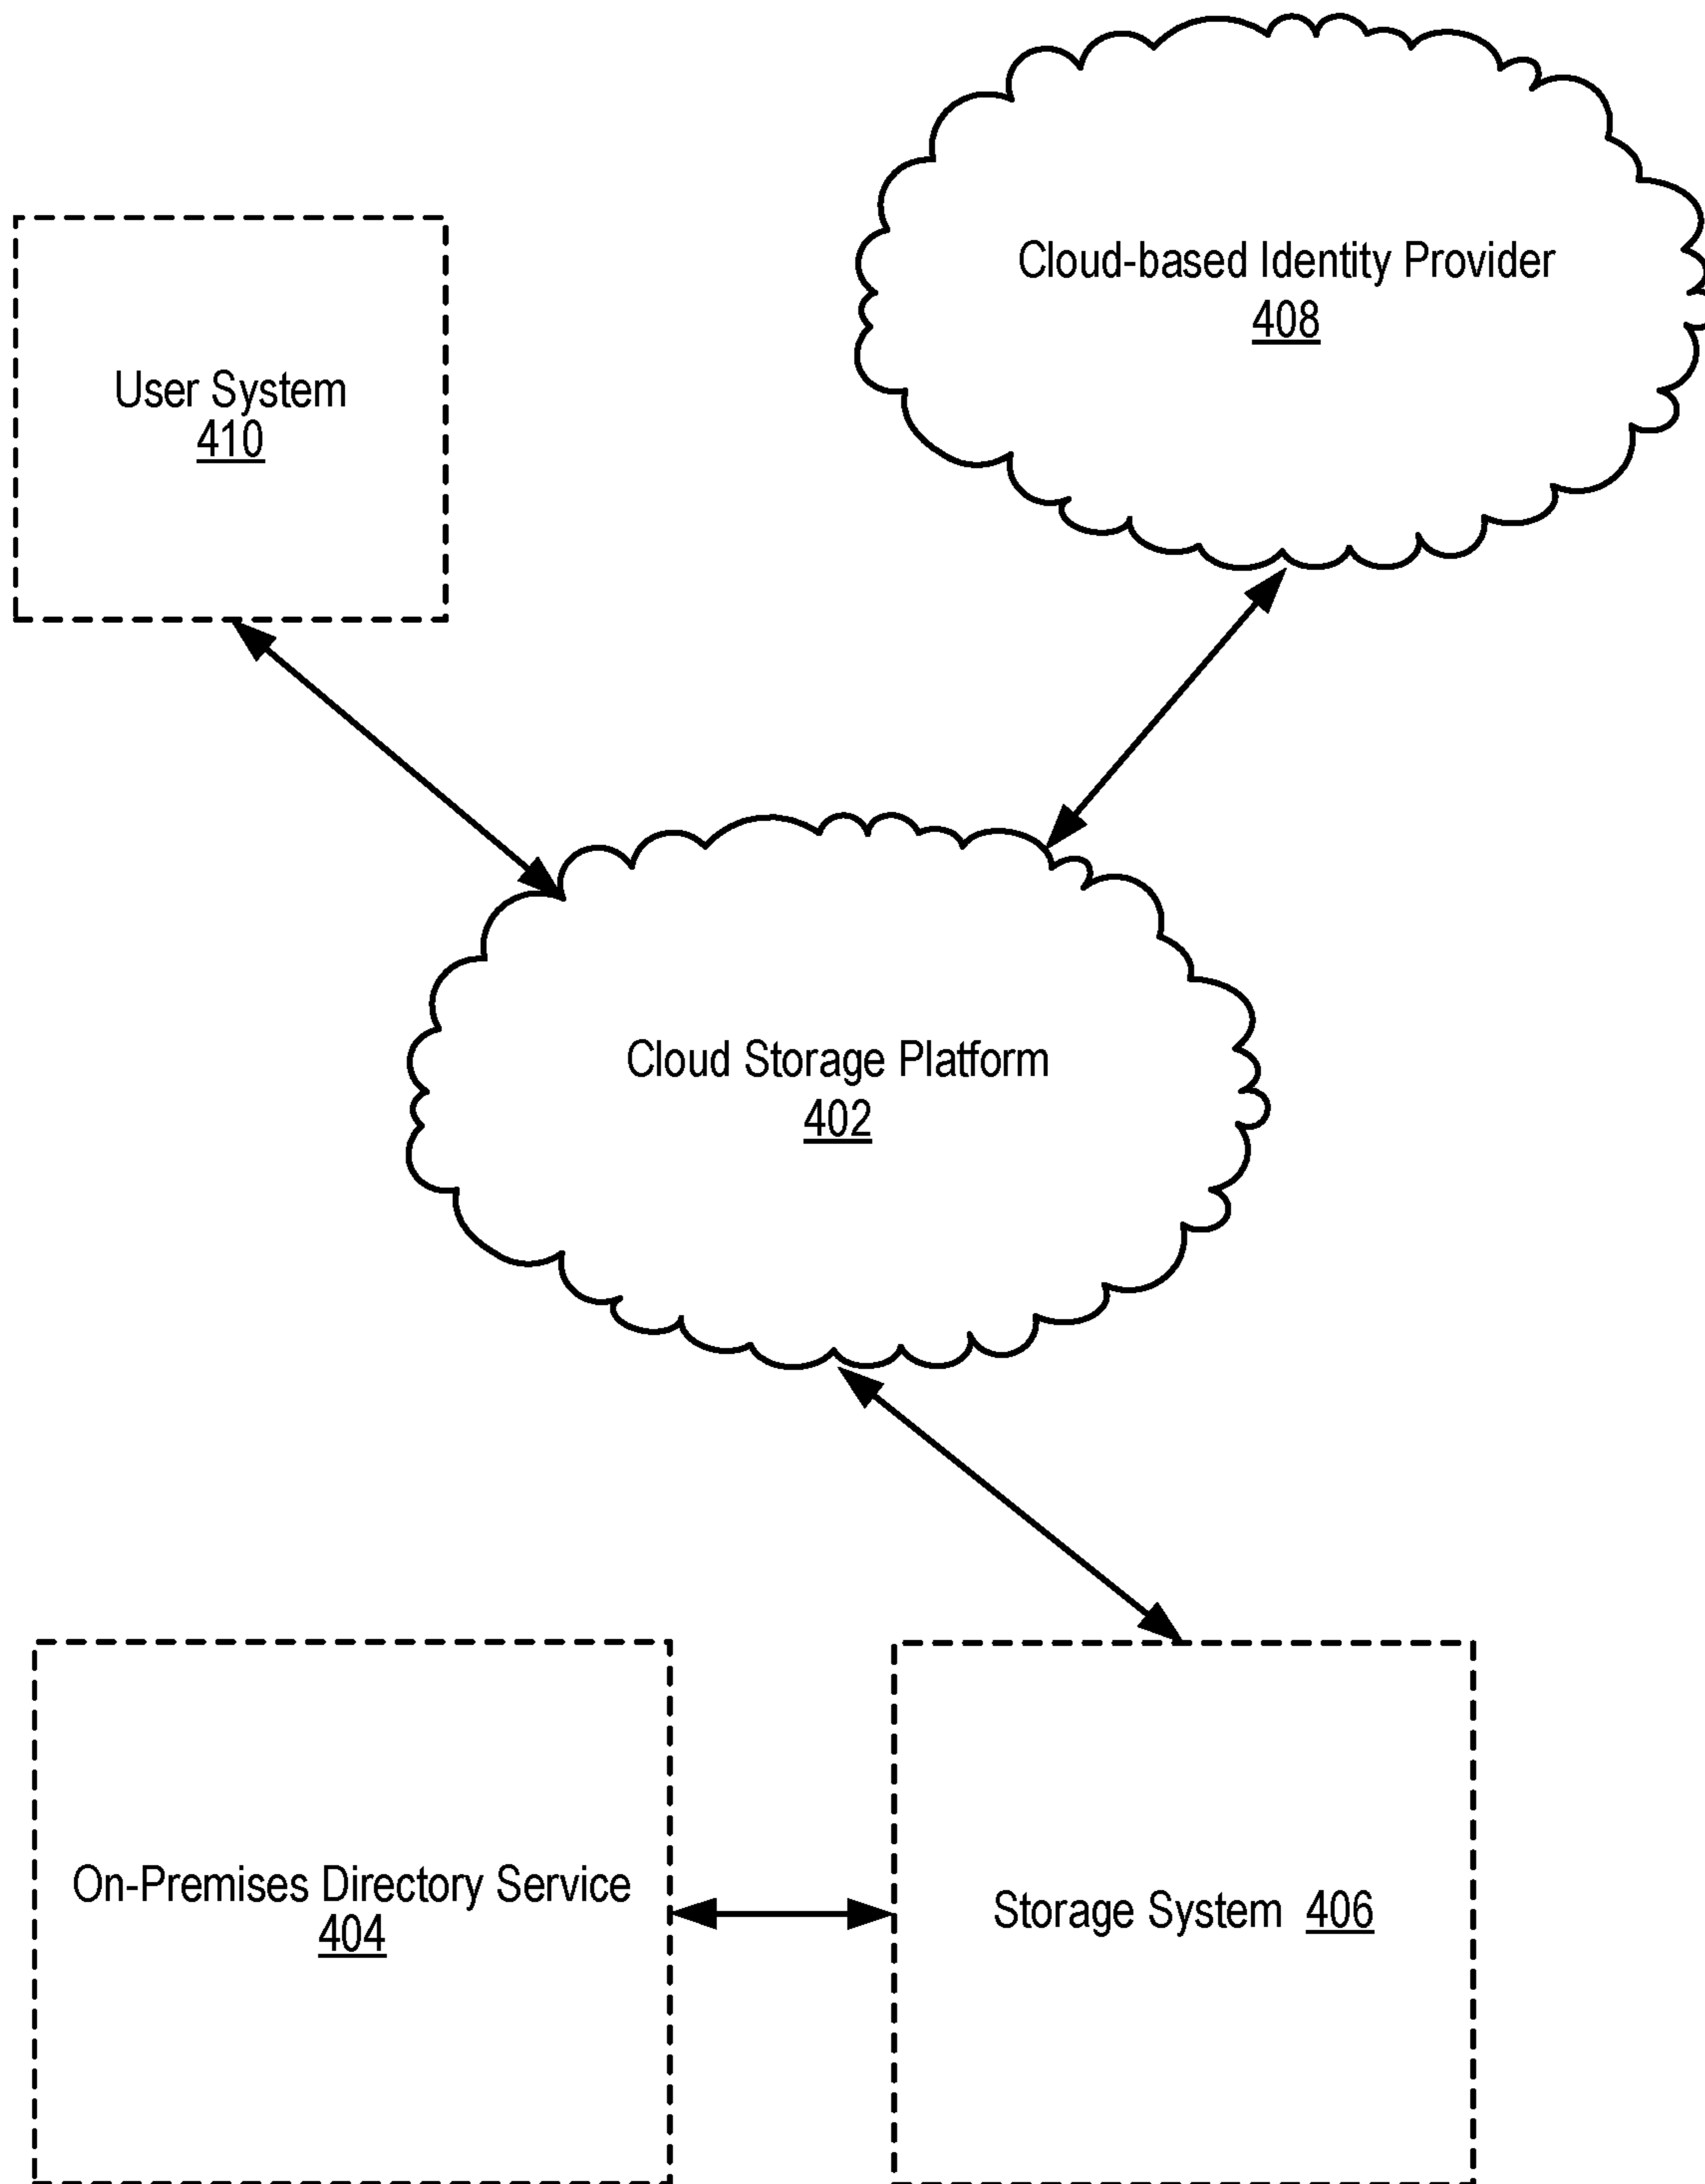 Cloud-based Identity Provider
408
User System
410
Cloud Storage Platform
402
On-Premises Directory Service
404
Storage System 406